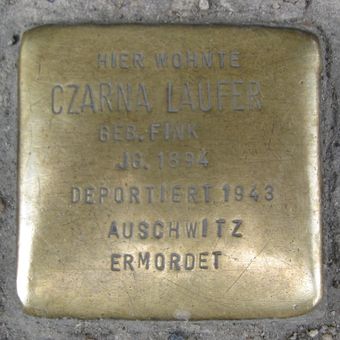 HIER WOHNTE
CZARNA LAUFER
GEB. FINK
JG. 1894
DEPORTIERT 1943
AUSCHWITZ
ERMORDET